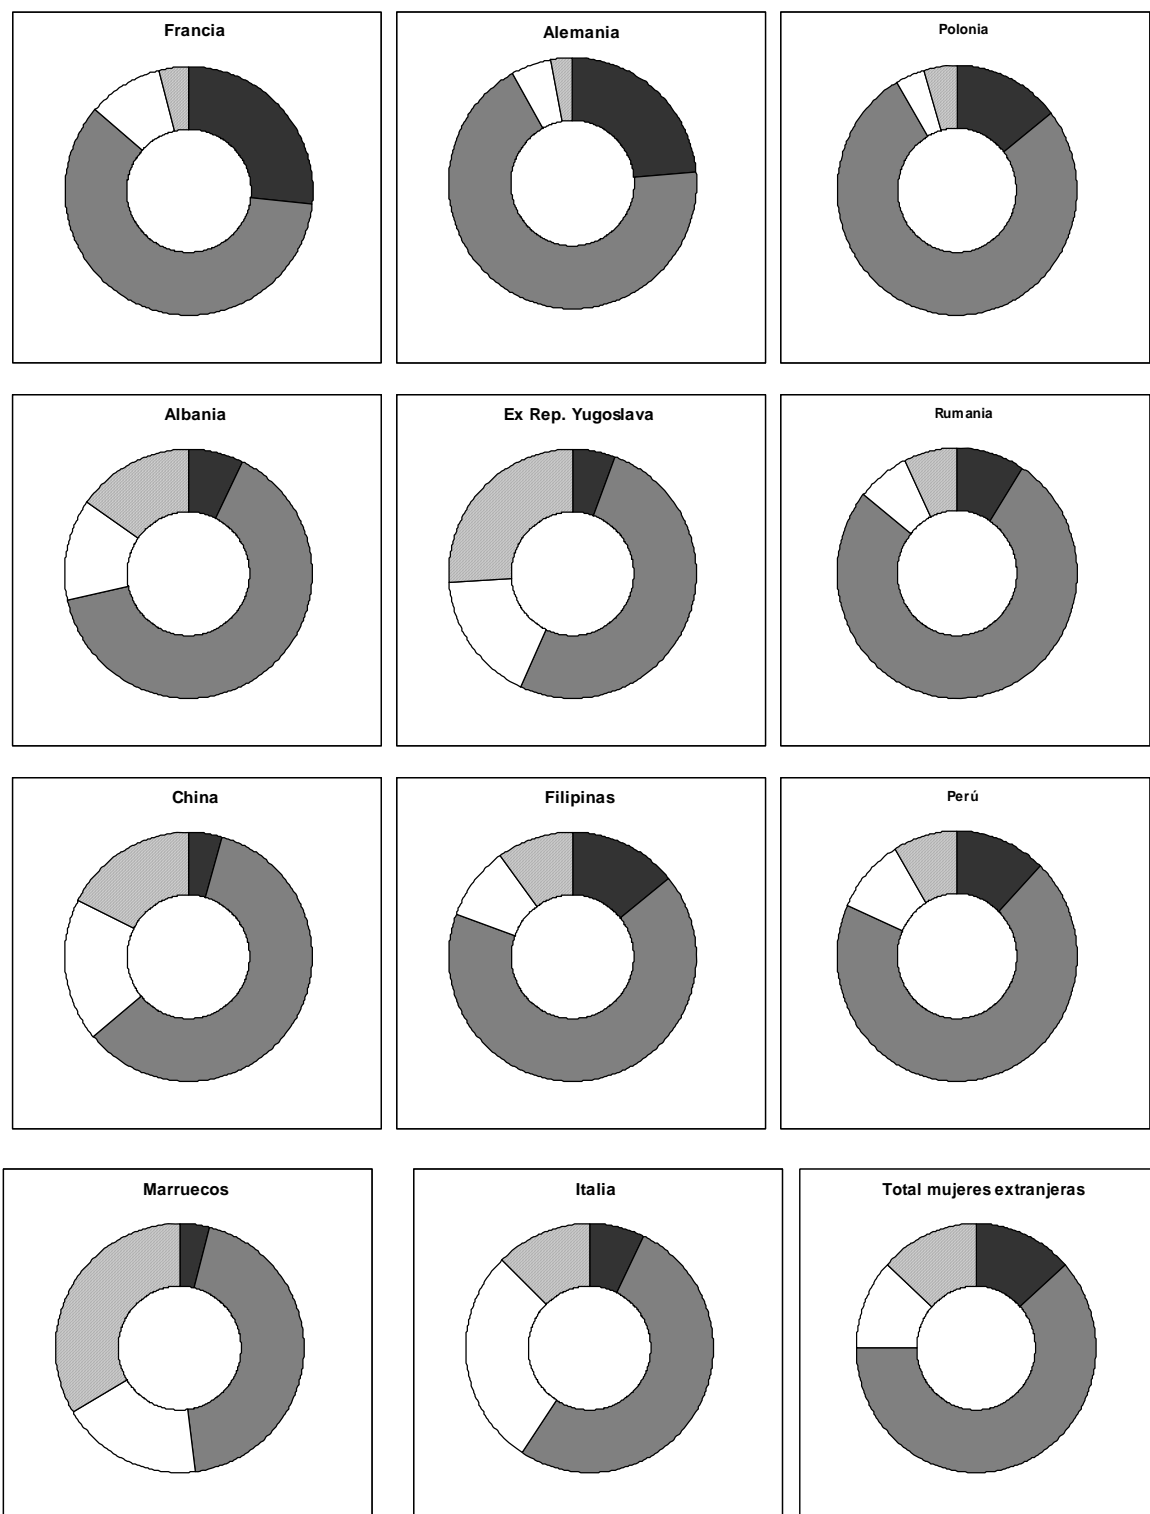 Francia
Alemania
Polonia
Albania
Ex Rep. Yugoslava
Rumania
China
Filipinas
Perú
Marruecos
Italia
Total mujeres extranjeras